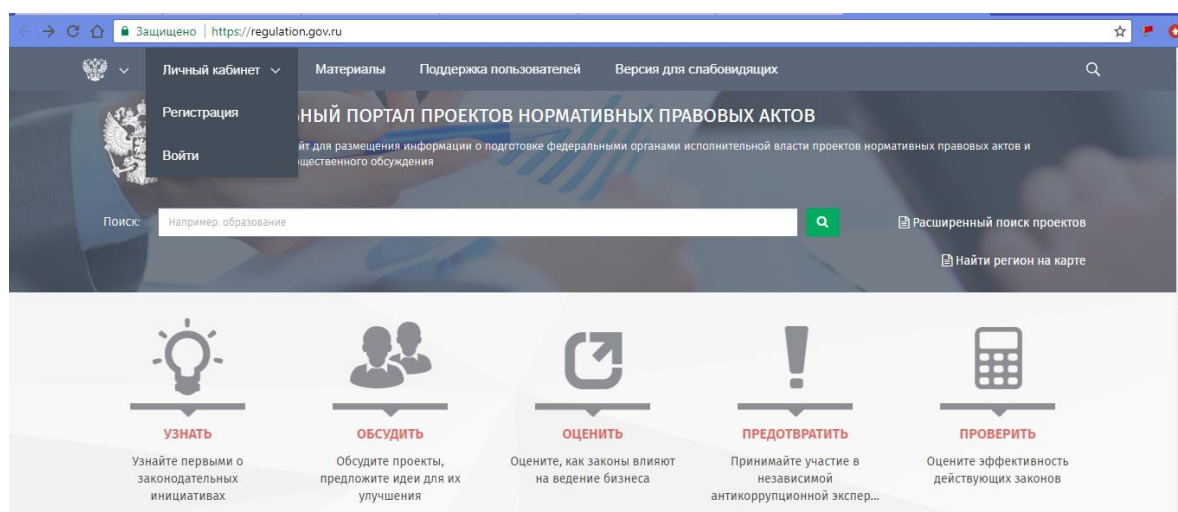 Защищено | https://regulation.gov.ru
Личный кабинет
Материалы
Поддержка пользователей
Версия для слабовидящих
Регистрация
Войти
НЫЙ ПОРТАЛ ПРОЕКТОВ НОРМАТИВНЫХ ПРАВОВЫХ АКТОВ
йт для размещения информации о подготовке федеральными органами исполнительной власти проектов нормативных правовых актов и
щественного обсуждения
Поиск:
Например: образование
Расширенный поиск проектов
Найти регион на карте
УЗНАТЬ
Узнайте первыми о
законодательных
инициативах
ОБСУДИТЬ
Обсудите проекты,
предложите идеи для их
улучшения
ОЦЕНИТЬ
Оцените, как законы влияют
на ведение бизнеса
ПРЕДОТВРАТИТЬ
Принимайте участие в
независимой
антикоррупционной экспер...
ПРОВЕРИТЬ
Оцените эффективность
действующих законов